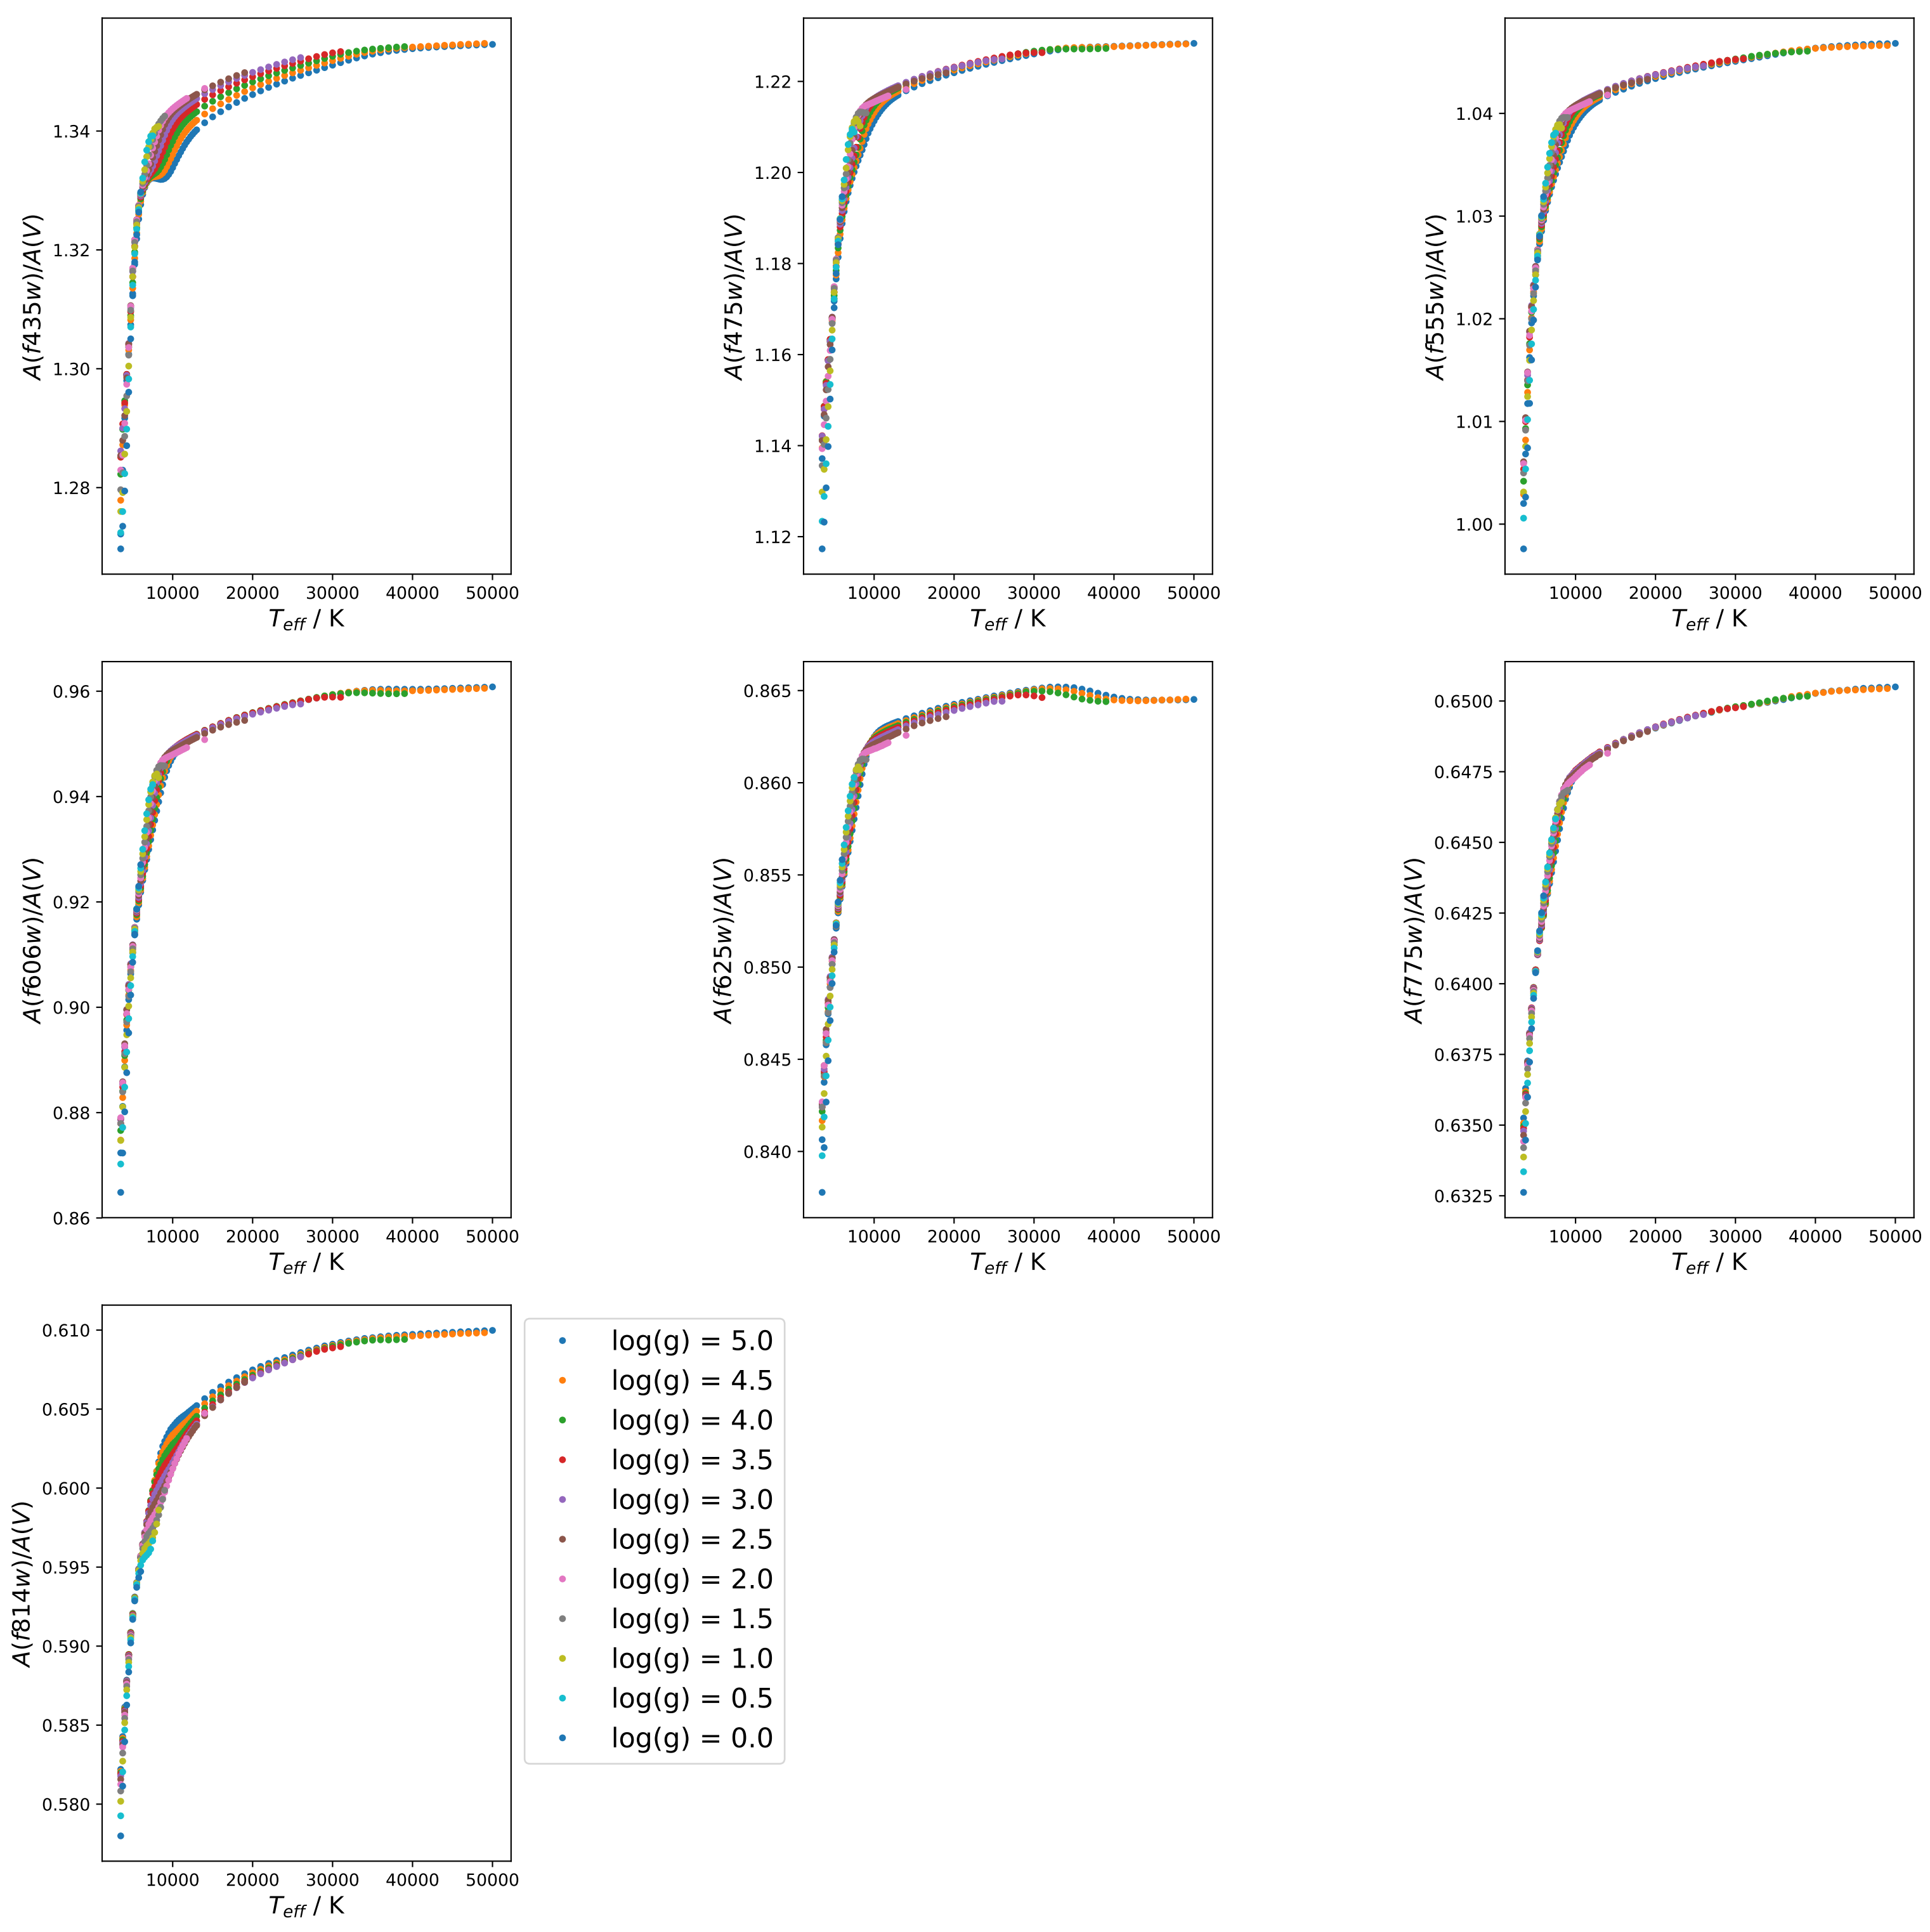 1.34
1.32
1.30
1.28
A(f435w)/A(V)
10000 20000 30000 40000 50000
T_eff / K
1.22
1.20
1.18
1.16
1.14
1.12
A(f475w)/A(V)
10000 20000 30000 40000 50000
T_eff / K
1.04
1.03
1.02
1.01
1.00
A(f555w)/A(V)
10000 20000 30000 40000 50000
T_eff / K
0.96
0.94
0.92
0.90
0.88
0.86
A(f606w)/A(V)
10000 20000 30000 40000 50000
T_eff / K
0.865
0.860
0.855
0.850
0.845
0.840
A(f625w)/A(V)
10000 20000 30000 40000 50000
T_eff / K
0.6500
0.6475
0.6450
0.6425
0.6400
0.6375
0.6350
0.6325
A(f775w)/A(V)
10000 20000 30000 40000 50000
T_eff / K
0.610
0.605
0.600
0.595
0.590
0.585
0.580
A(f814w)/A(V)
10000 20000 30000 40000 50000
T_eff / K
log(g) = 5.0
log(g) = 4.5
log(g) = 4.0
log(g) = 3.5
log(g) = 3.0
log(g) = 2.5
log(g) = 2.0
log(g) = 1.5
log(g) = 1.0
log(g) = 0.5
log(g) = 0.0